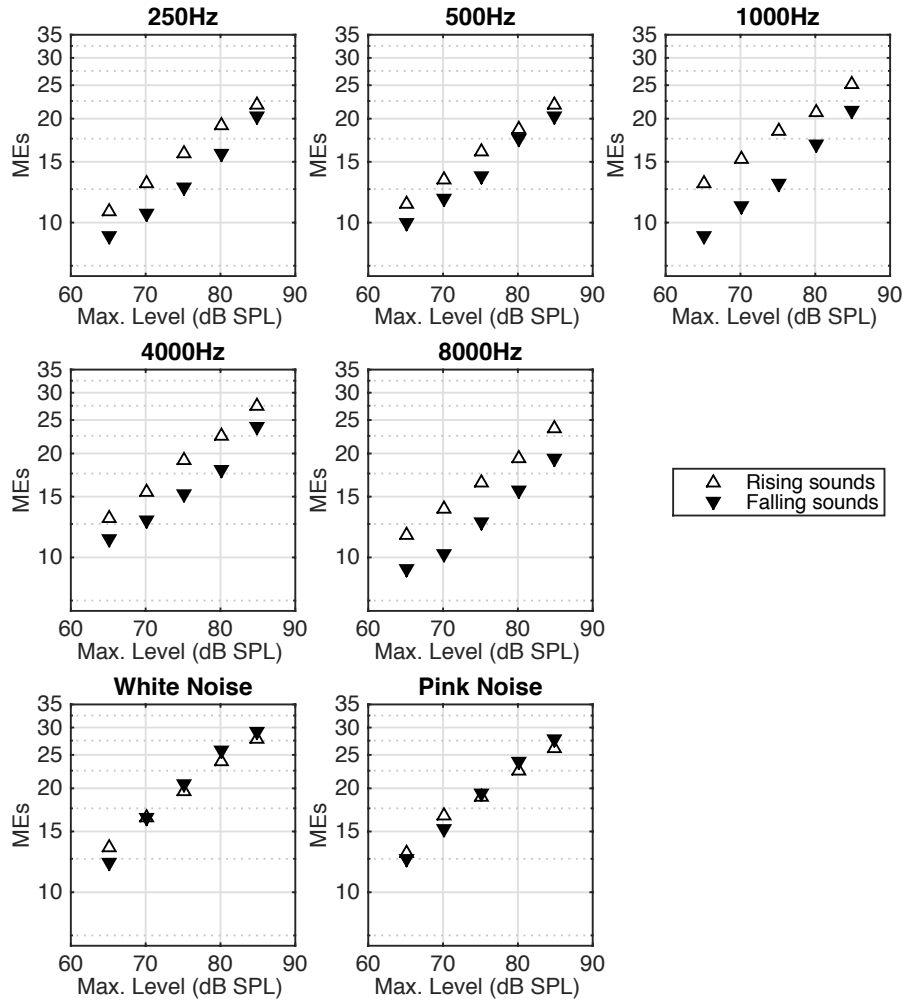 250Hz
35
30
25
20
15
10
MEs
60 70 80 90
Max. Level (dB SPL)
500Hz
35
30
25
20
15
10
MEs
60 70 80 90
Max. Level (dB SPL)
1000Hz
35
30
25
20
15
10
MEs
60 70 80 90
Max. Level (dB SPL)
4000Hz
35
30
25
20
15
10
MEs
60 70 80 90
Max. Level (dB SPL)
8000Hz
35
30
25
20
15
10
MEs
60 70 80 90
Max. Level (dB SPL)
Rising sounds
Falling sounds
White Noise
35
30
25
20
15
10
MEs
60 70 80 90
Max. Level (dB SPL)
Pink Noise
35
30
25
20
15
10
MEs
60 70 80 90
Max. Level (dB SPL)